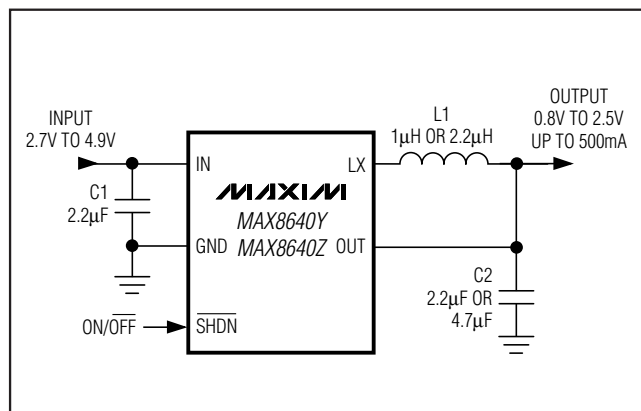 INPUT
2.7V TO 4.9V
C1
2.2μF
IN
GND
SHDN
ON/OFF
MAXIM
MAX8640Y
MAX8640Z
LX
OUT
L1
1μH OR 2.2μH
OUTPUT
0.8V TO 2.5V
UP TO 500mA
C2
2.2μF OR
4.7μF